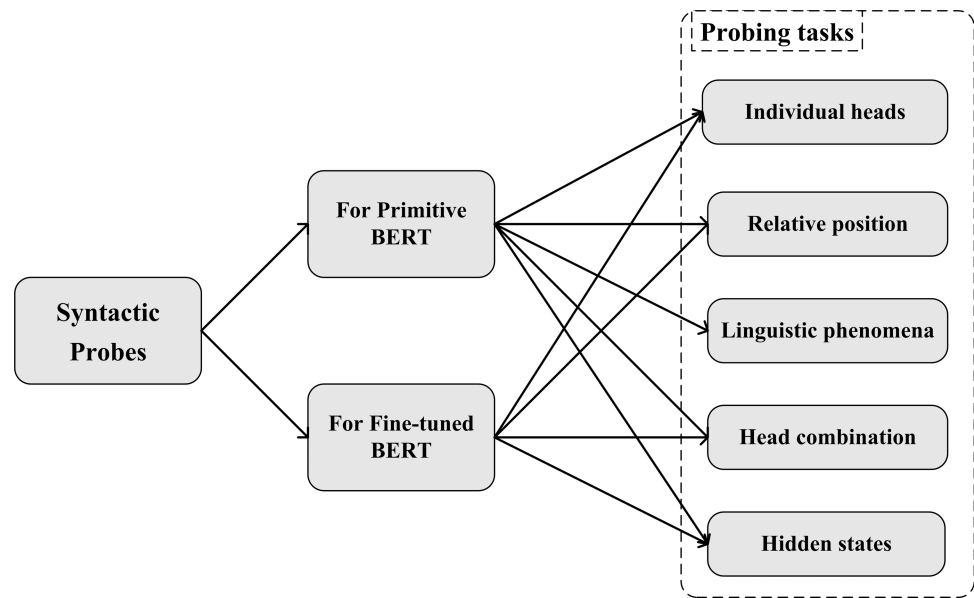 Probing tasks
Syntactic
Probes
For Primitive
BERT
For Fine-tuned
BERT
Individual heads
Relative position
Linguistic phenomena
Head combination
Hidden states